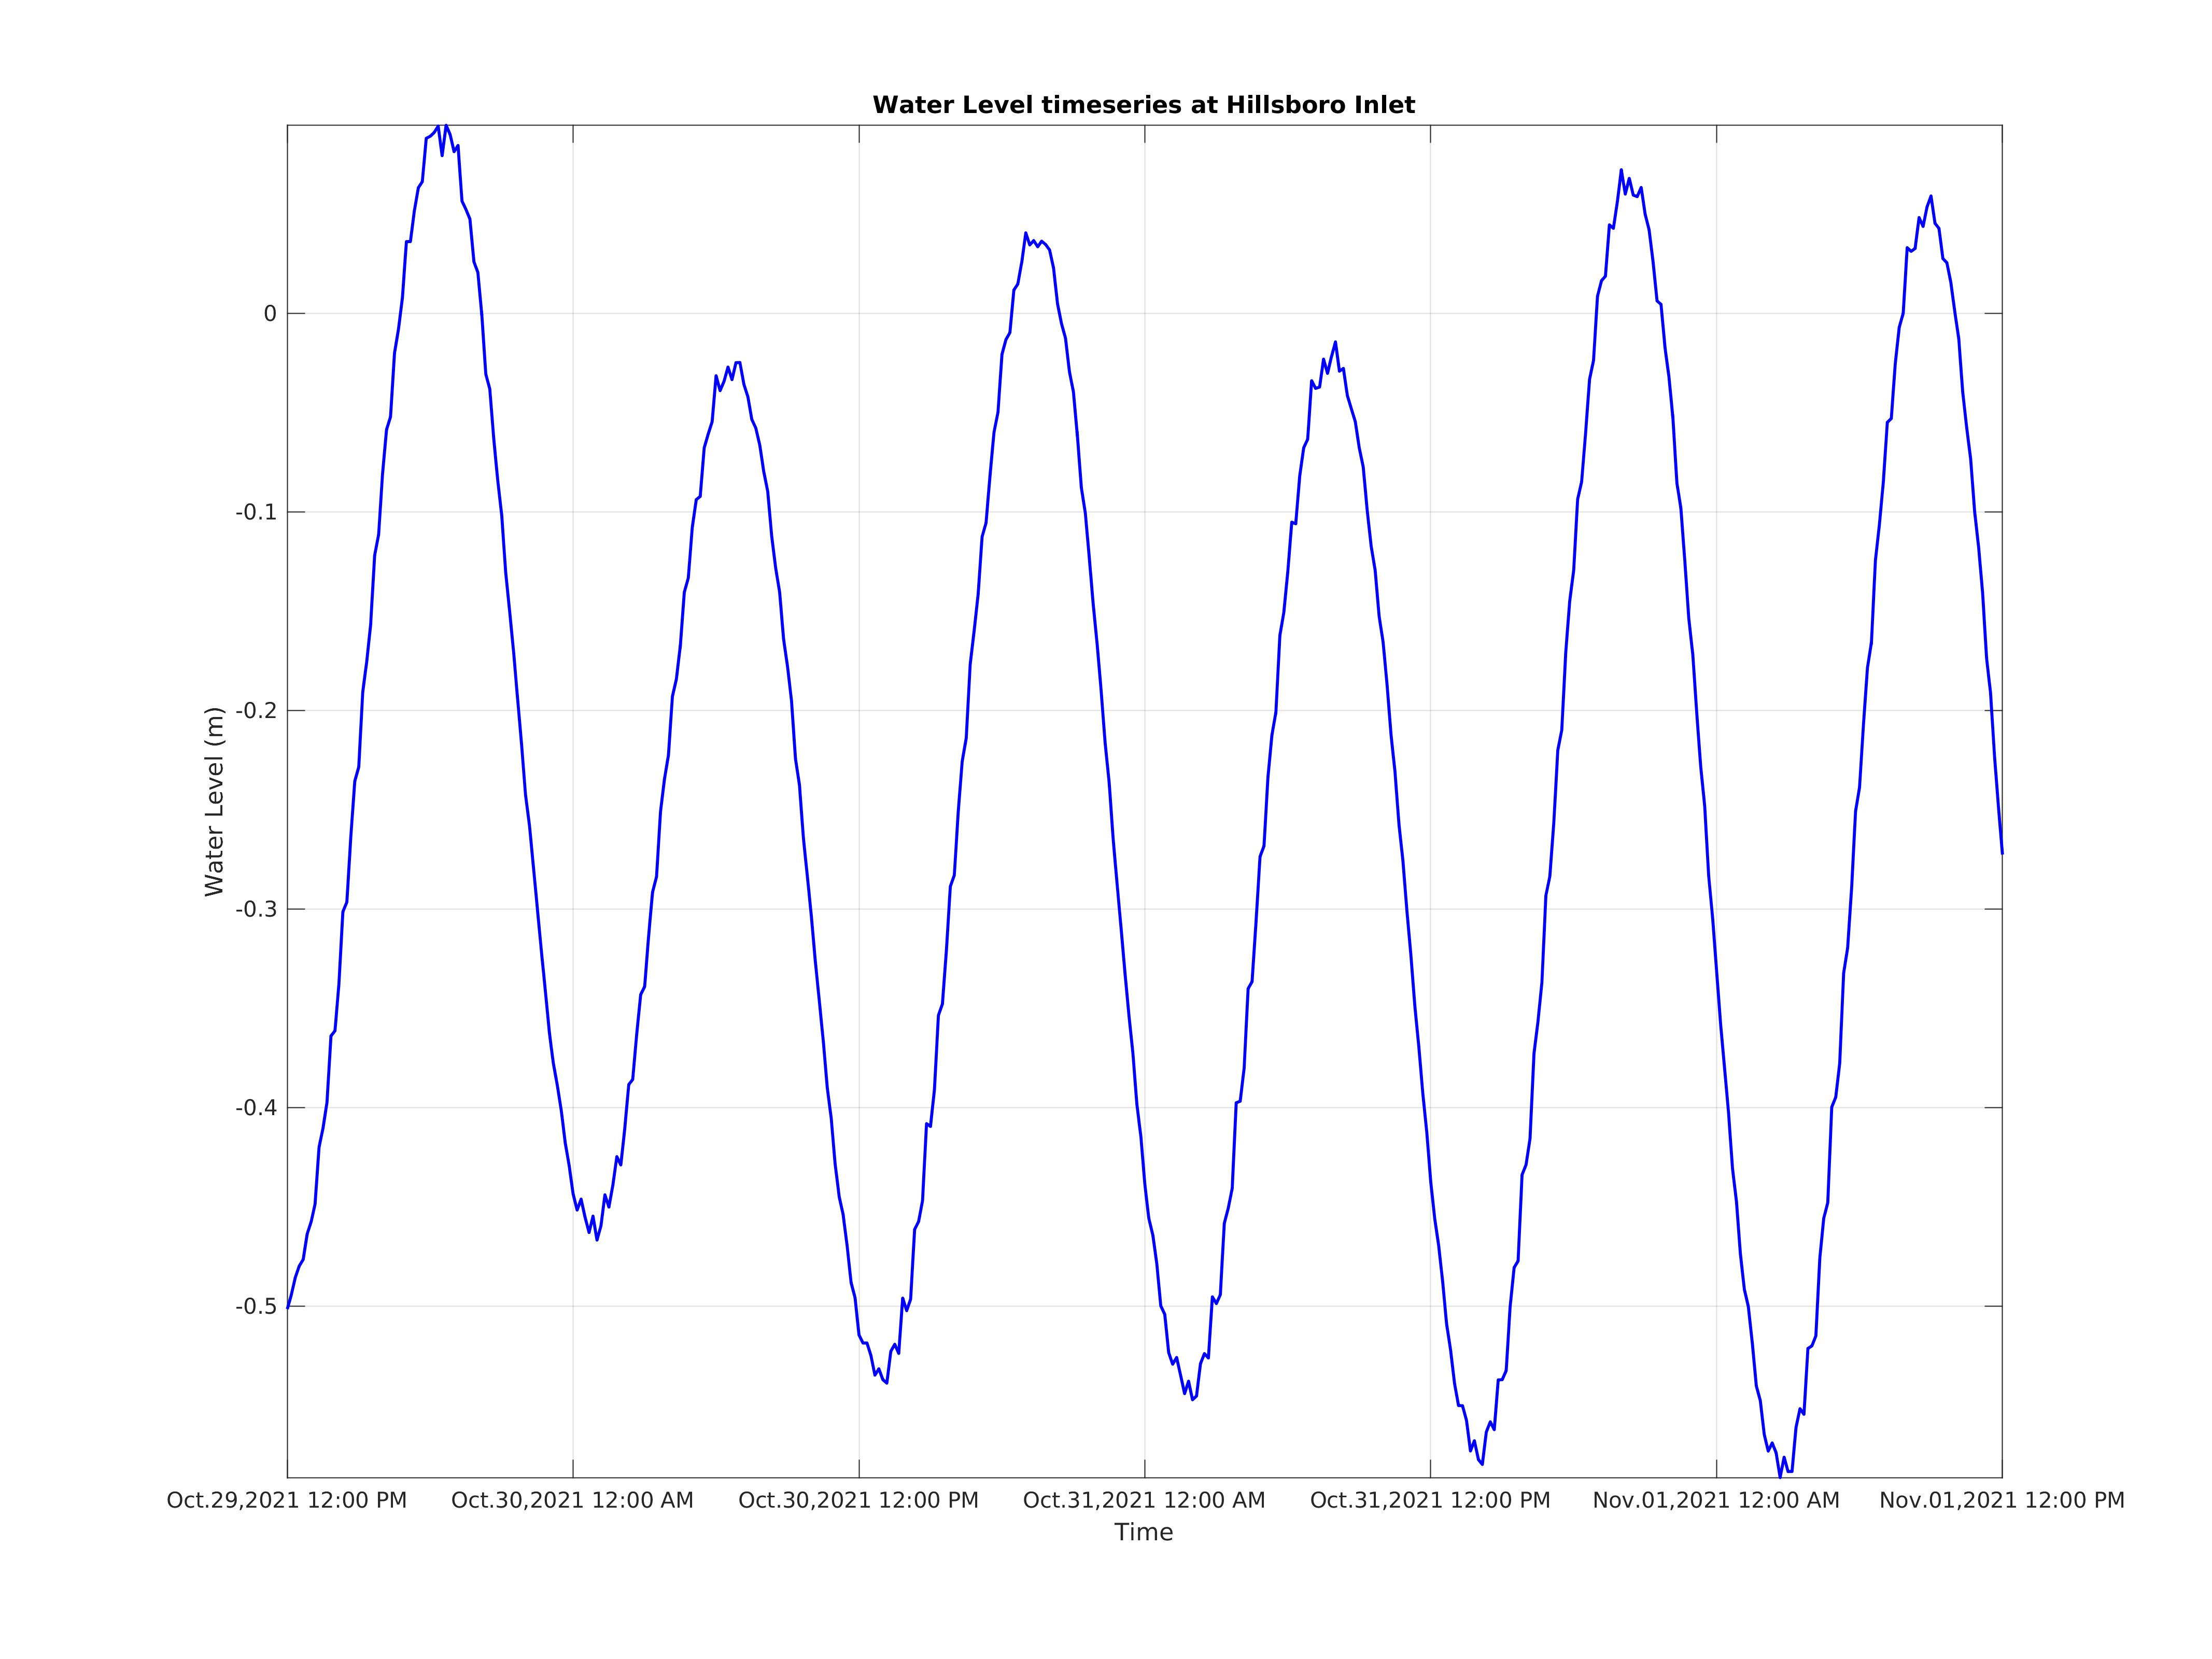 Water Level timeseries at Hillsboro Inlet
0
-0.1
-0.2
-0.3
-0.4
-0.5
Water Level (m)
Oct.29,2021 12:00 PM Oct.30,2021 12:00 AM Oct.30,2021 12:00 PM Oct.31,2021 12:00 AM Oct.31,2021 12:00 PM Nov.01,2021 12:00 AM Nov.01,2021 12:00 PM
Time